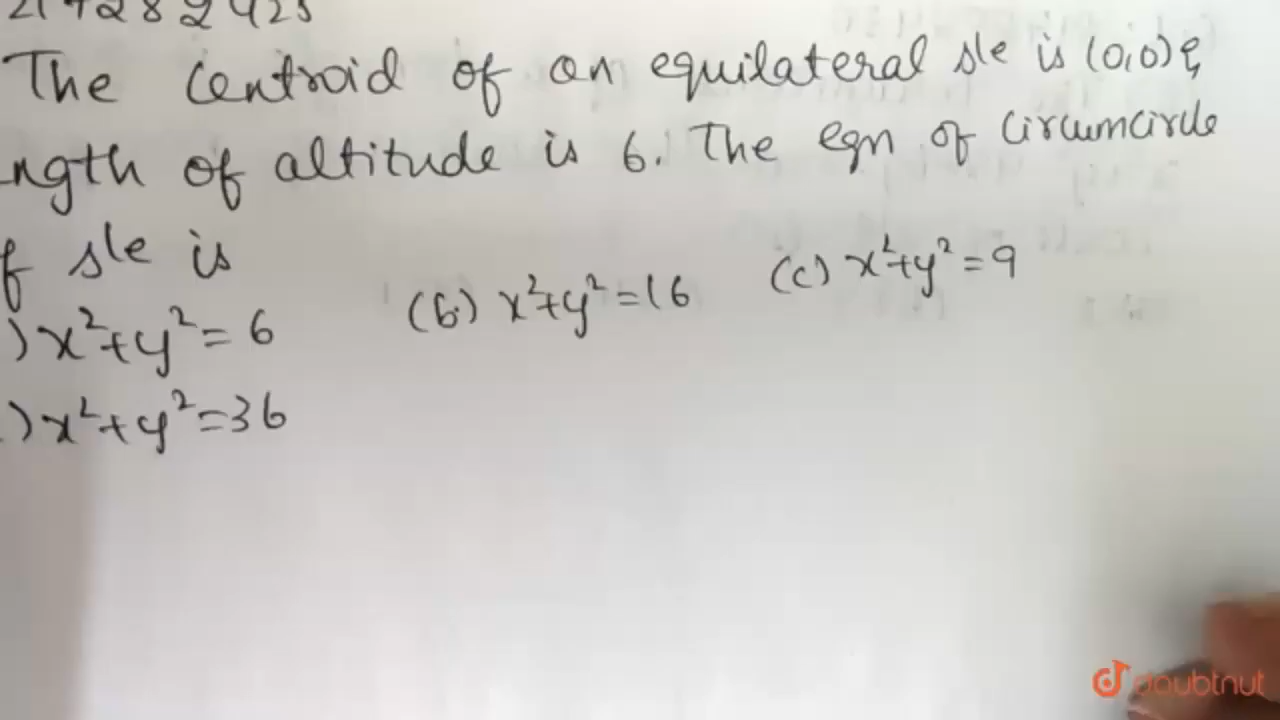 The centroid of an equilateral sle is (0,0) &
ngth of altitude is 6. The eqn of circumcircle
f sle is
) x²+y²=6 (b) x²+y²=16 (c) x²+y²=9
.) x²+y²=36
doubtnut